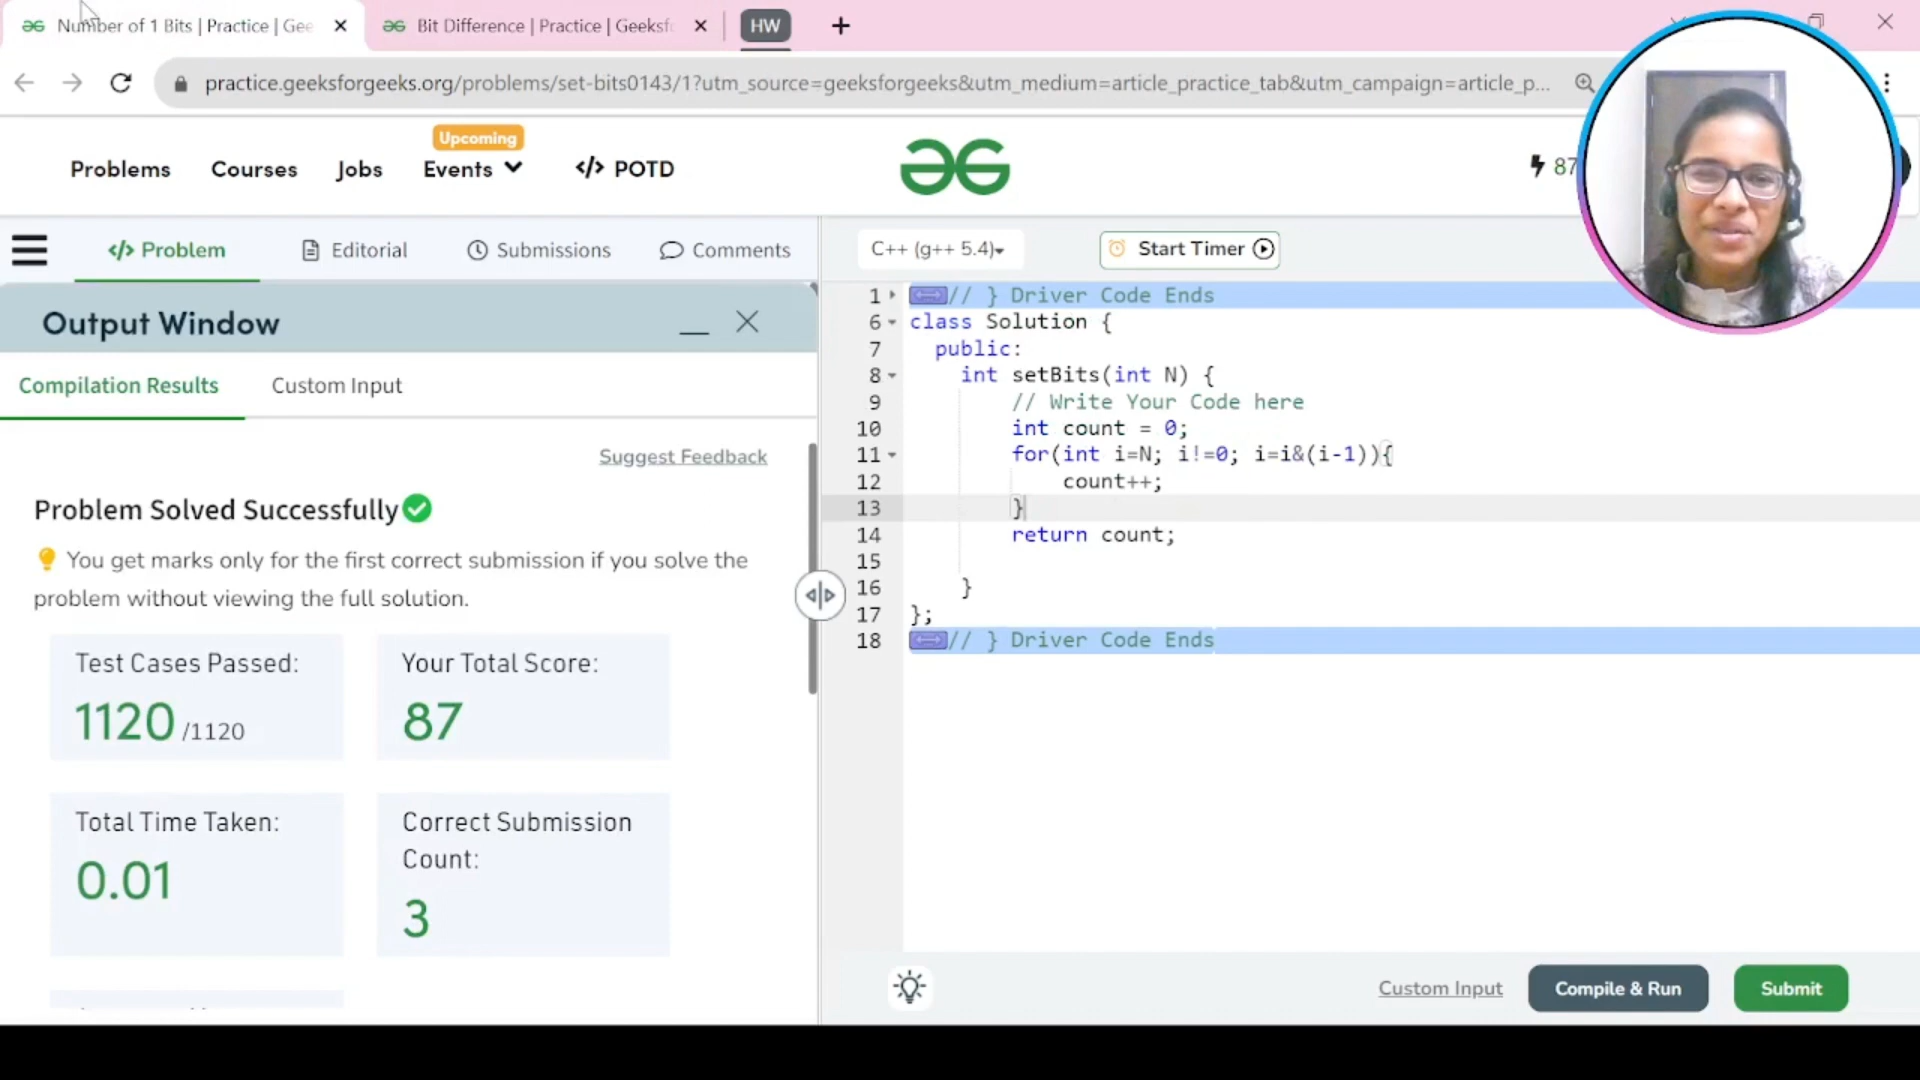 Number of 1 Bits | Practice | Gee
Bit Difference | Practice | Geeksf
HW
practice.geeksforgeeks.org/problems/set-bits0143/1?utm_source=geeksforgeeks&utm_medium=article_practice_tab&utm_campaign=article_p...
Upcoming
Problems
Courses
Jobs
Events
</> POTD
87
</> Problem
Editorial
Submissions
Comments
C++ (g++ 5.4)
Start Timer
Output Window
Compilation Results
Custom Input
Suggest Feedback
Problem Solved Successfully
You get marks only for the first correct submission if you solve the
problem without viewing the full solution.
Test Cases Passed:
1120 /1120
Your Total Score:
87
Total Time Taken:
0.01
Correct Submission
Count:
3
1 // } Driver Code Ends
6 class Solution {
7 public:
8 int setBits(int N) {
9 // Write Your Code here
10 int count = 0;
11 for(int i=N; i!=0; i=i&(i-1)){
12 count++;
13 }
14 return count;
15
16 }
17 };
18 // } Driver Code Ends
Custom Input
Compile & Run
Submit